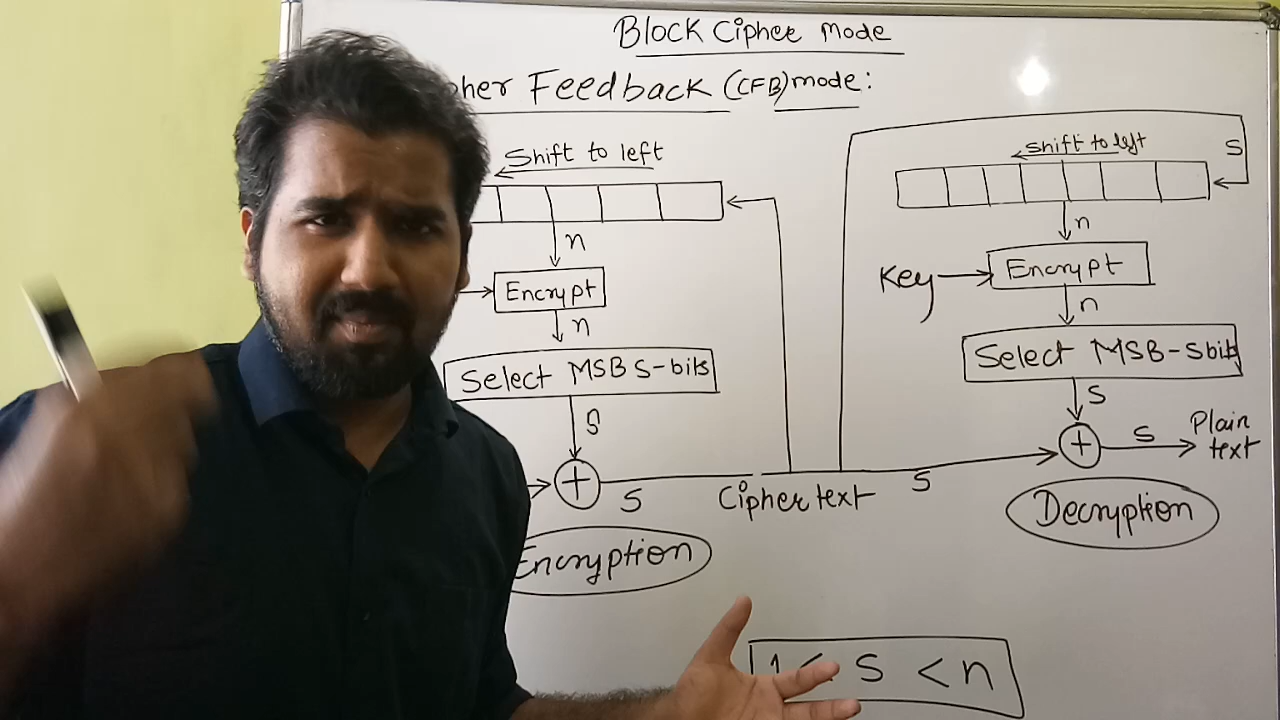 Block Cipher mode
pher Feedback (CFB) mode:
Shift to left
n
Encrypt
n
Select MSB S-bits
S
S
Encryption
Cipher text
S
Shift to left
S
n
Key
Encrypt
n
Select MSB-Sbits
S
S
Plain
text
Decryption
S < n